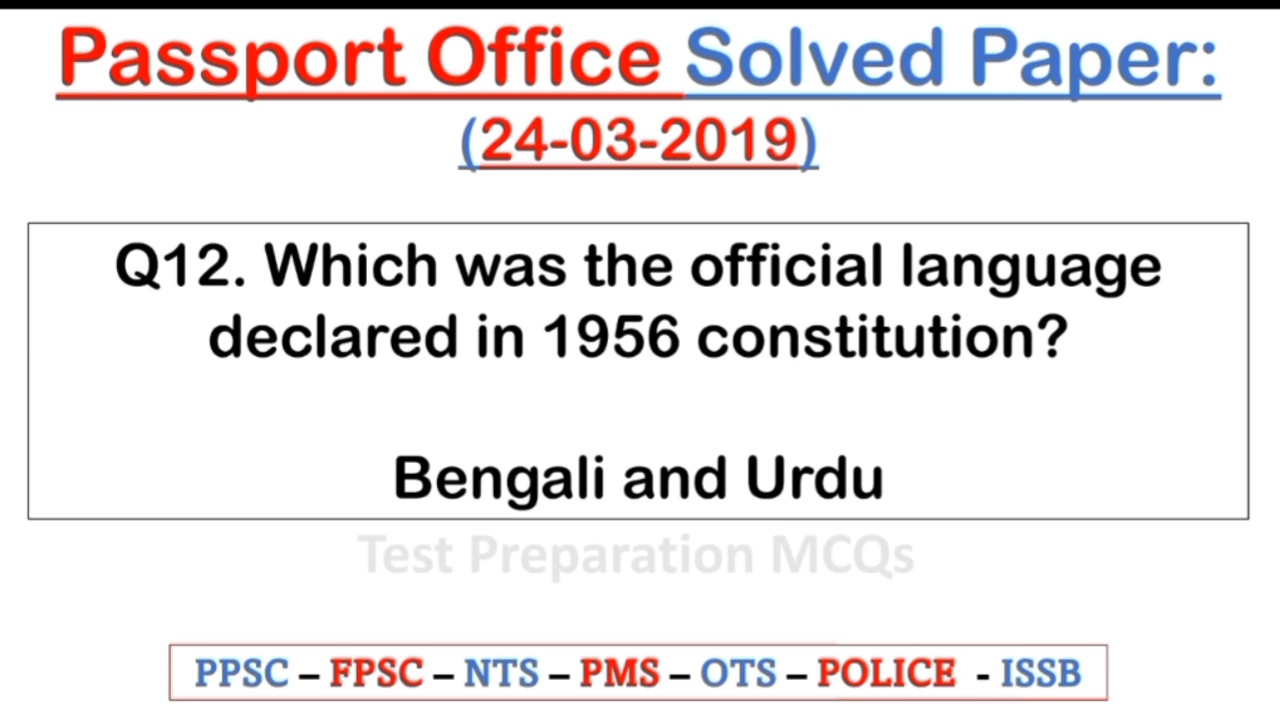 Passport Office Solved Paper:
(24-03-2019)
Q12. Which was the official language
declared in 1956 constitution?
Bengali and Urdu
Test Preparation MCQs
PPSC – FPSC – NTS – PMS – OTS – POLICE - ISSB